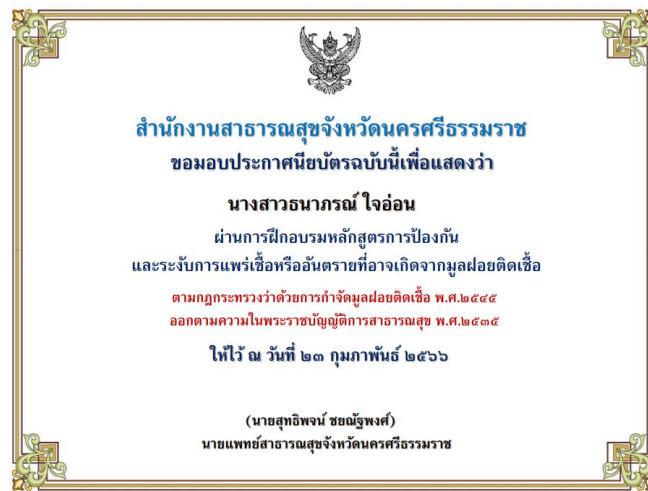 สำนักงานสาธารณสุขจังหวัดนครศรีธรรมราช
ขอมอบประกาศนียบัตรฉบับนี้เพื่อแสดงว่า
นางสาวธนาภรณ์ ใจอ่อน
ผ่านการฝึกอบรมหลักสูตรการป้องกัน
และระงับการแพร่เชื้อหรืออันตรายที่อาจเกิดจากมูลฝอยติดเชื้อ
ตามกฎกระทรวงว่าด้วยการกำจัดมูลฝอยติดเชื้อ พ.ศ.๒๕๔๕
ออกตามความในพระราชบัญญัติการสาธารณสุข พ.ศ.๒๕๓๕
ให้ไว้ ณ วันที่ ๒๓ กุมภาพันธ์ ๒๕๖๖
(นายสุทธิพจน์ ชยณัฐพงศ์)
นายแพทย์สาธารณสุขจังหวัดนครศรีธรรมราช